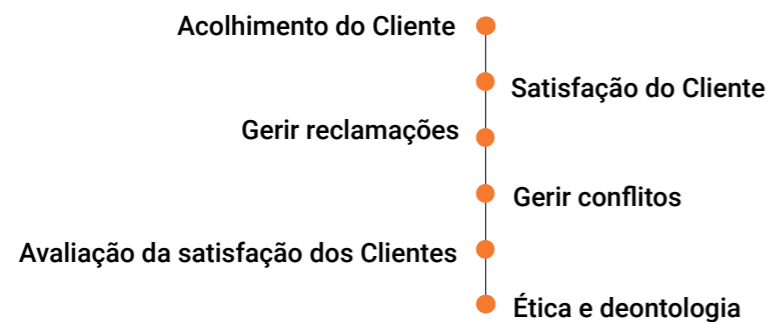 Acolhimento do Cliente
Satisfação do Cliente
Gerir reclamações
Gerir conflitos
Avaliação da satisfação dos Clientes
Ética e deontologia